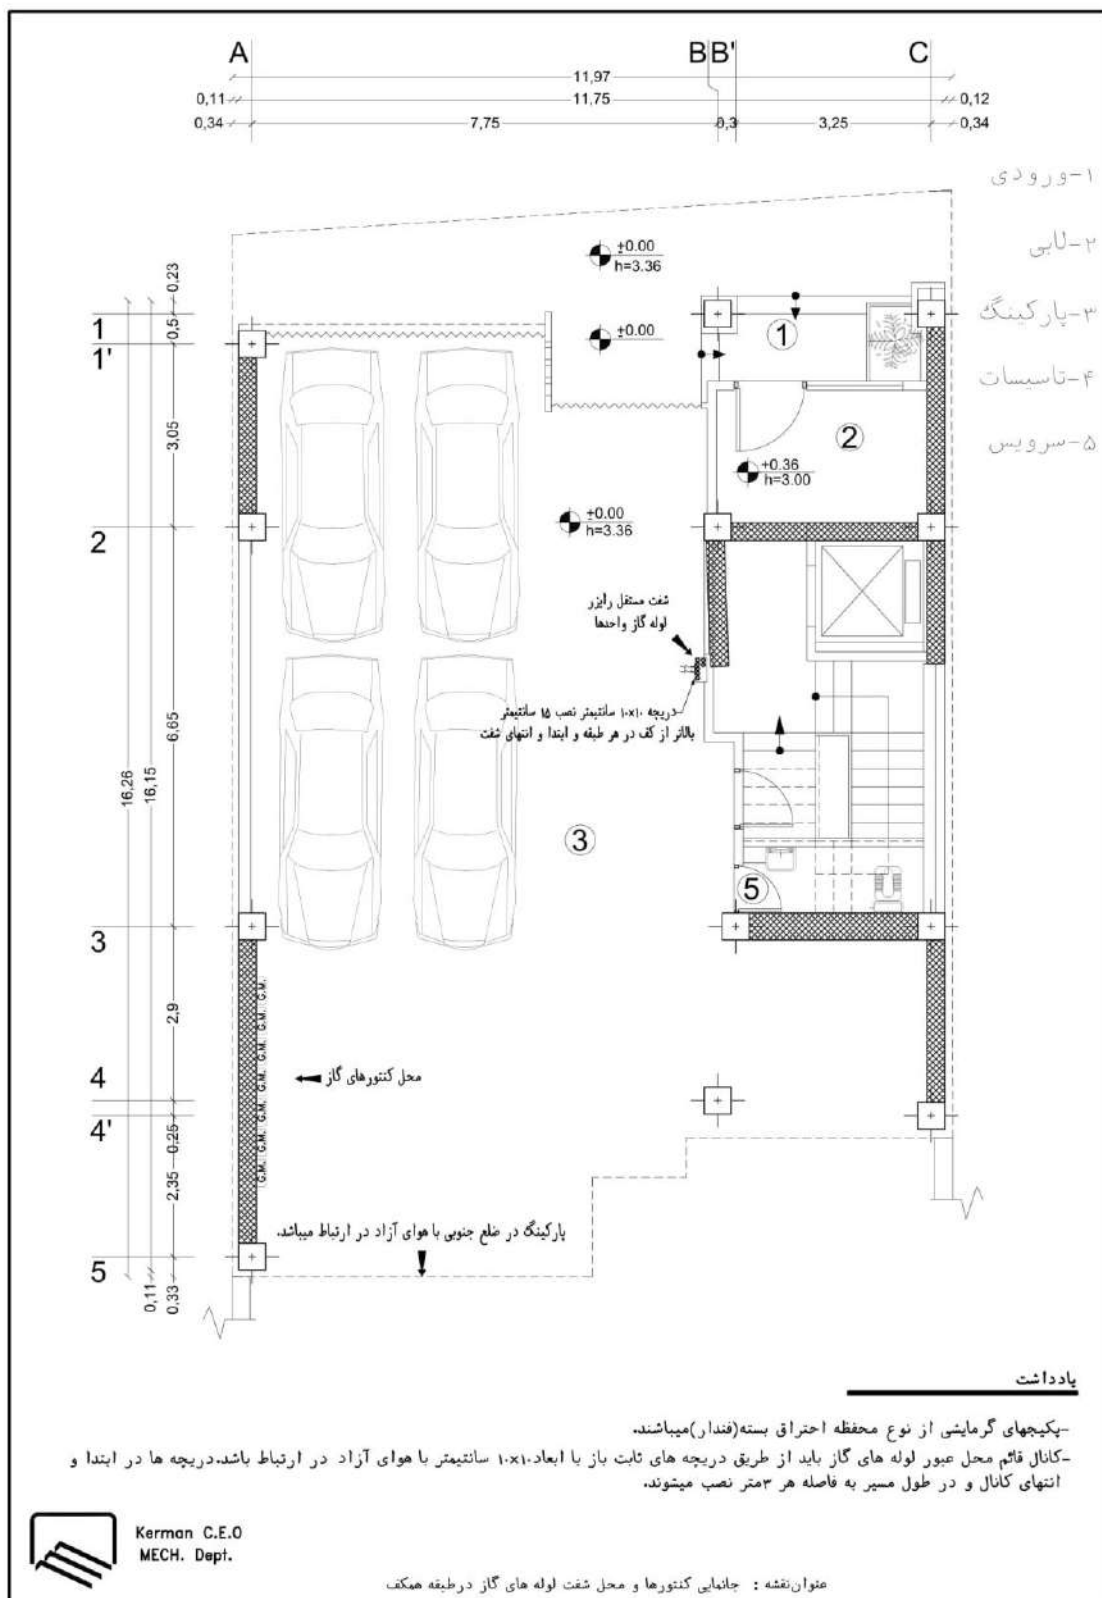 A B B' C
11,97
0,11 11,75 0,12
0,34 7,75 0,3 3,25 0,34
۱-ورودی
۲-لابی
۳-پارکینگ
۴-تاسیسات
۵-سرویس
±0.00
h=3.36
±0.00
1
2
+0.36
h=3.00
±0.00
h=3.36
شفت مستقل رایزر
لوله گاز واحدها
دریچه ۱۰x۱۰ سانتیمتر نصب ۱۵ سانتیمتر
بالاتر از کف در هر طبقه و ابتدا و انتهای شفت
3
5
1
1'
2
3
4
4'
5
0,23
0,5
3,05
6,65
2,9
0,25
2,35
0,33
0,11
16,15
16,26
G.M. G.M. G.M. G.M. G.M. G.M. G.M.
محل کنتورهای گاز
پارکینگ در ضلع جنوبی با هوای آزاد در ارتباط میباشد.
یادداشت
-پکیجهای گرمایشی از نوع محفظه احتراق بسته(فندار)میباشند.
-کانال قائم محل عبور لوله های گاز باید از طریق دریچه های ثابت باز با ابعاد۱۰x۱۰ سانتیمتر با هوای آزاد در ارتباط باشد.دریچه ها در ابتدا و
انتهای کانال و در طول مسیر به فاصله هر ۳متر نصب میشوند.
Kerman C.E.O
MECH. Dept.
عنوان‌نقشه : جانمایی کنتورها و محل شفت لوله های گاز درطبقه همکف